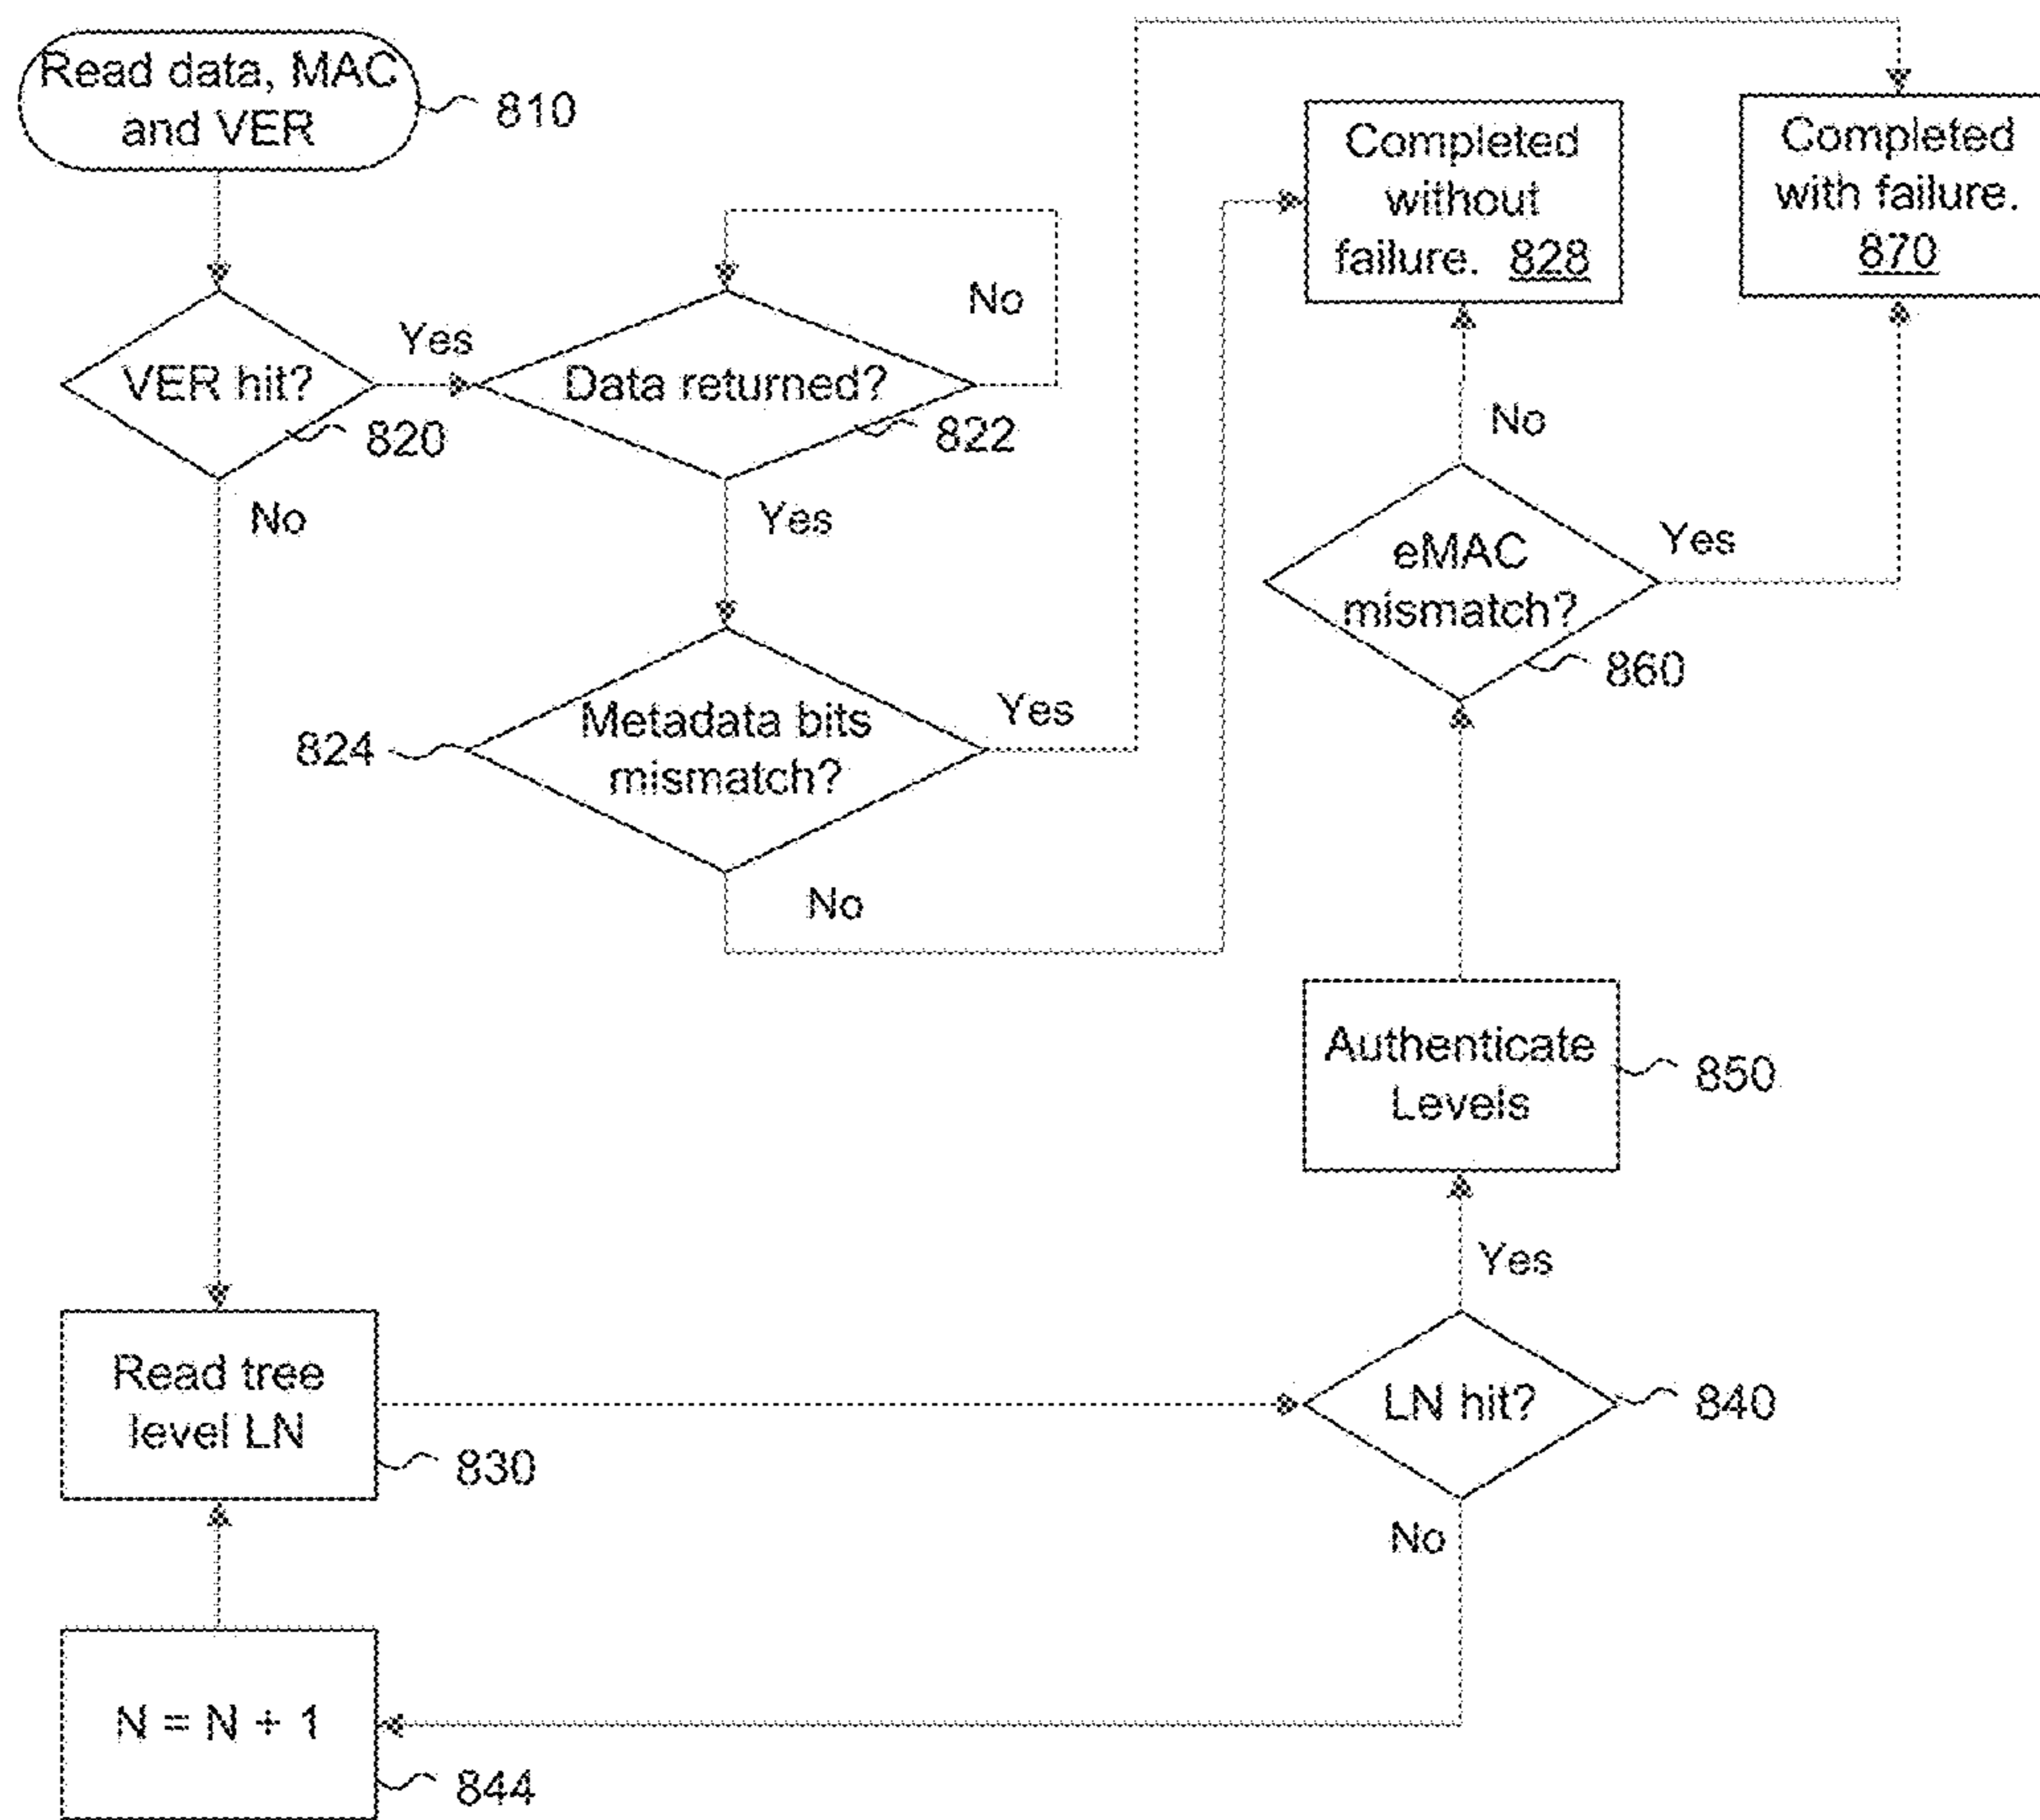 Read data, MAC
and VER
810
Completed
without
failure. 828
Completed
with failure.
870
VER hit?
820
Yes
No
Data returned?
822
No
Yes
Metadata bits
mismatch?
824
Yes
No
eMAC
mismatch?
860
No
Yes
Authenticate
Levels
850
Yes
LN hit?
840
No
Read tree
level LN
830
N = N + 1
844